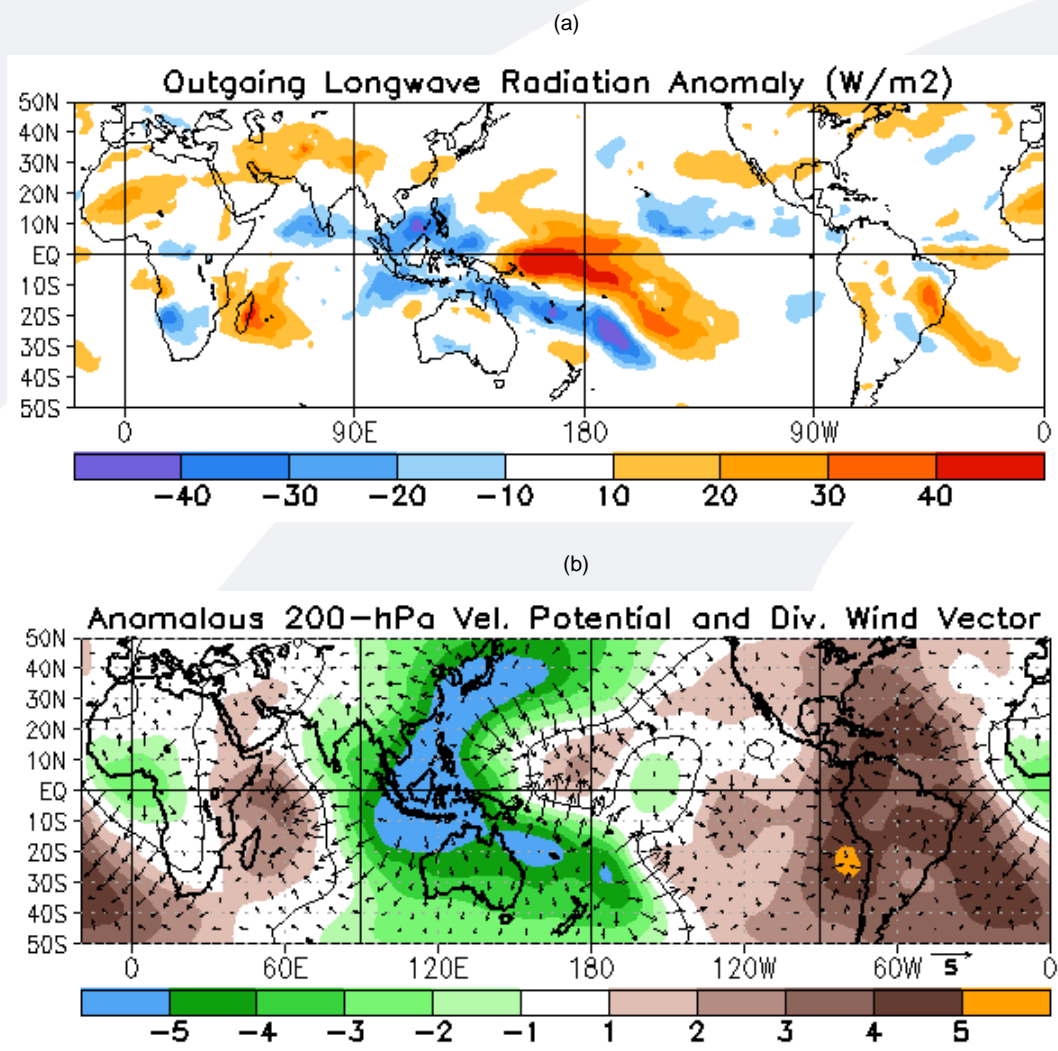 (a)
Outgoing Longwave Radiation Anomaly (W/m2)
50N
40N
30N
20N
10N
EQ
10S
20S
30S
40S
50S
0 90E 180 90W 0
-40 -30 -20 -10 10 20 30 40
(b)
Anomalaus 200-hPa Vel. Potential and Div. Wind Vector
50N
40N
30N
20N
10N
EQ
10S
20S
30S
40S
50S
0 60E 120E 180 120W 60W 5 0
-5 -4 -3 -2 -1 1 2 3 4 5